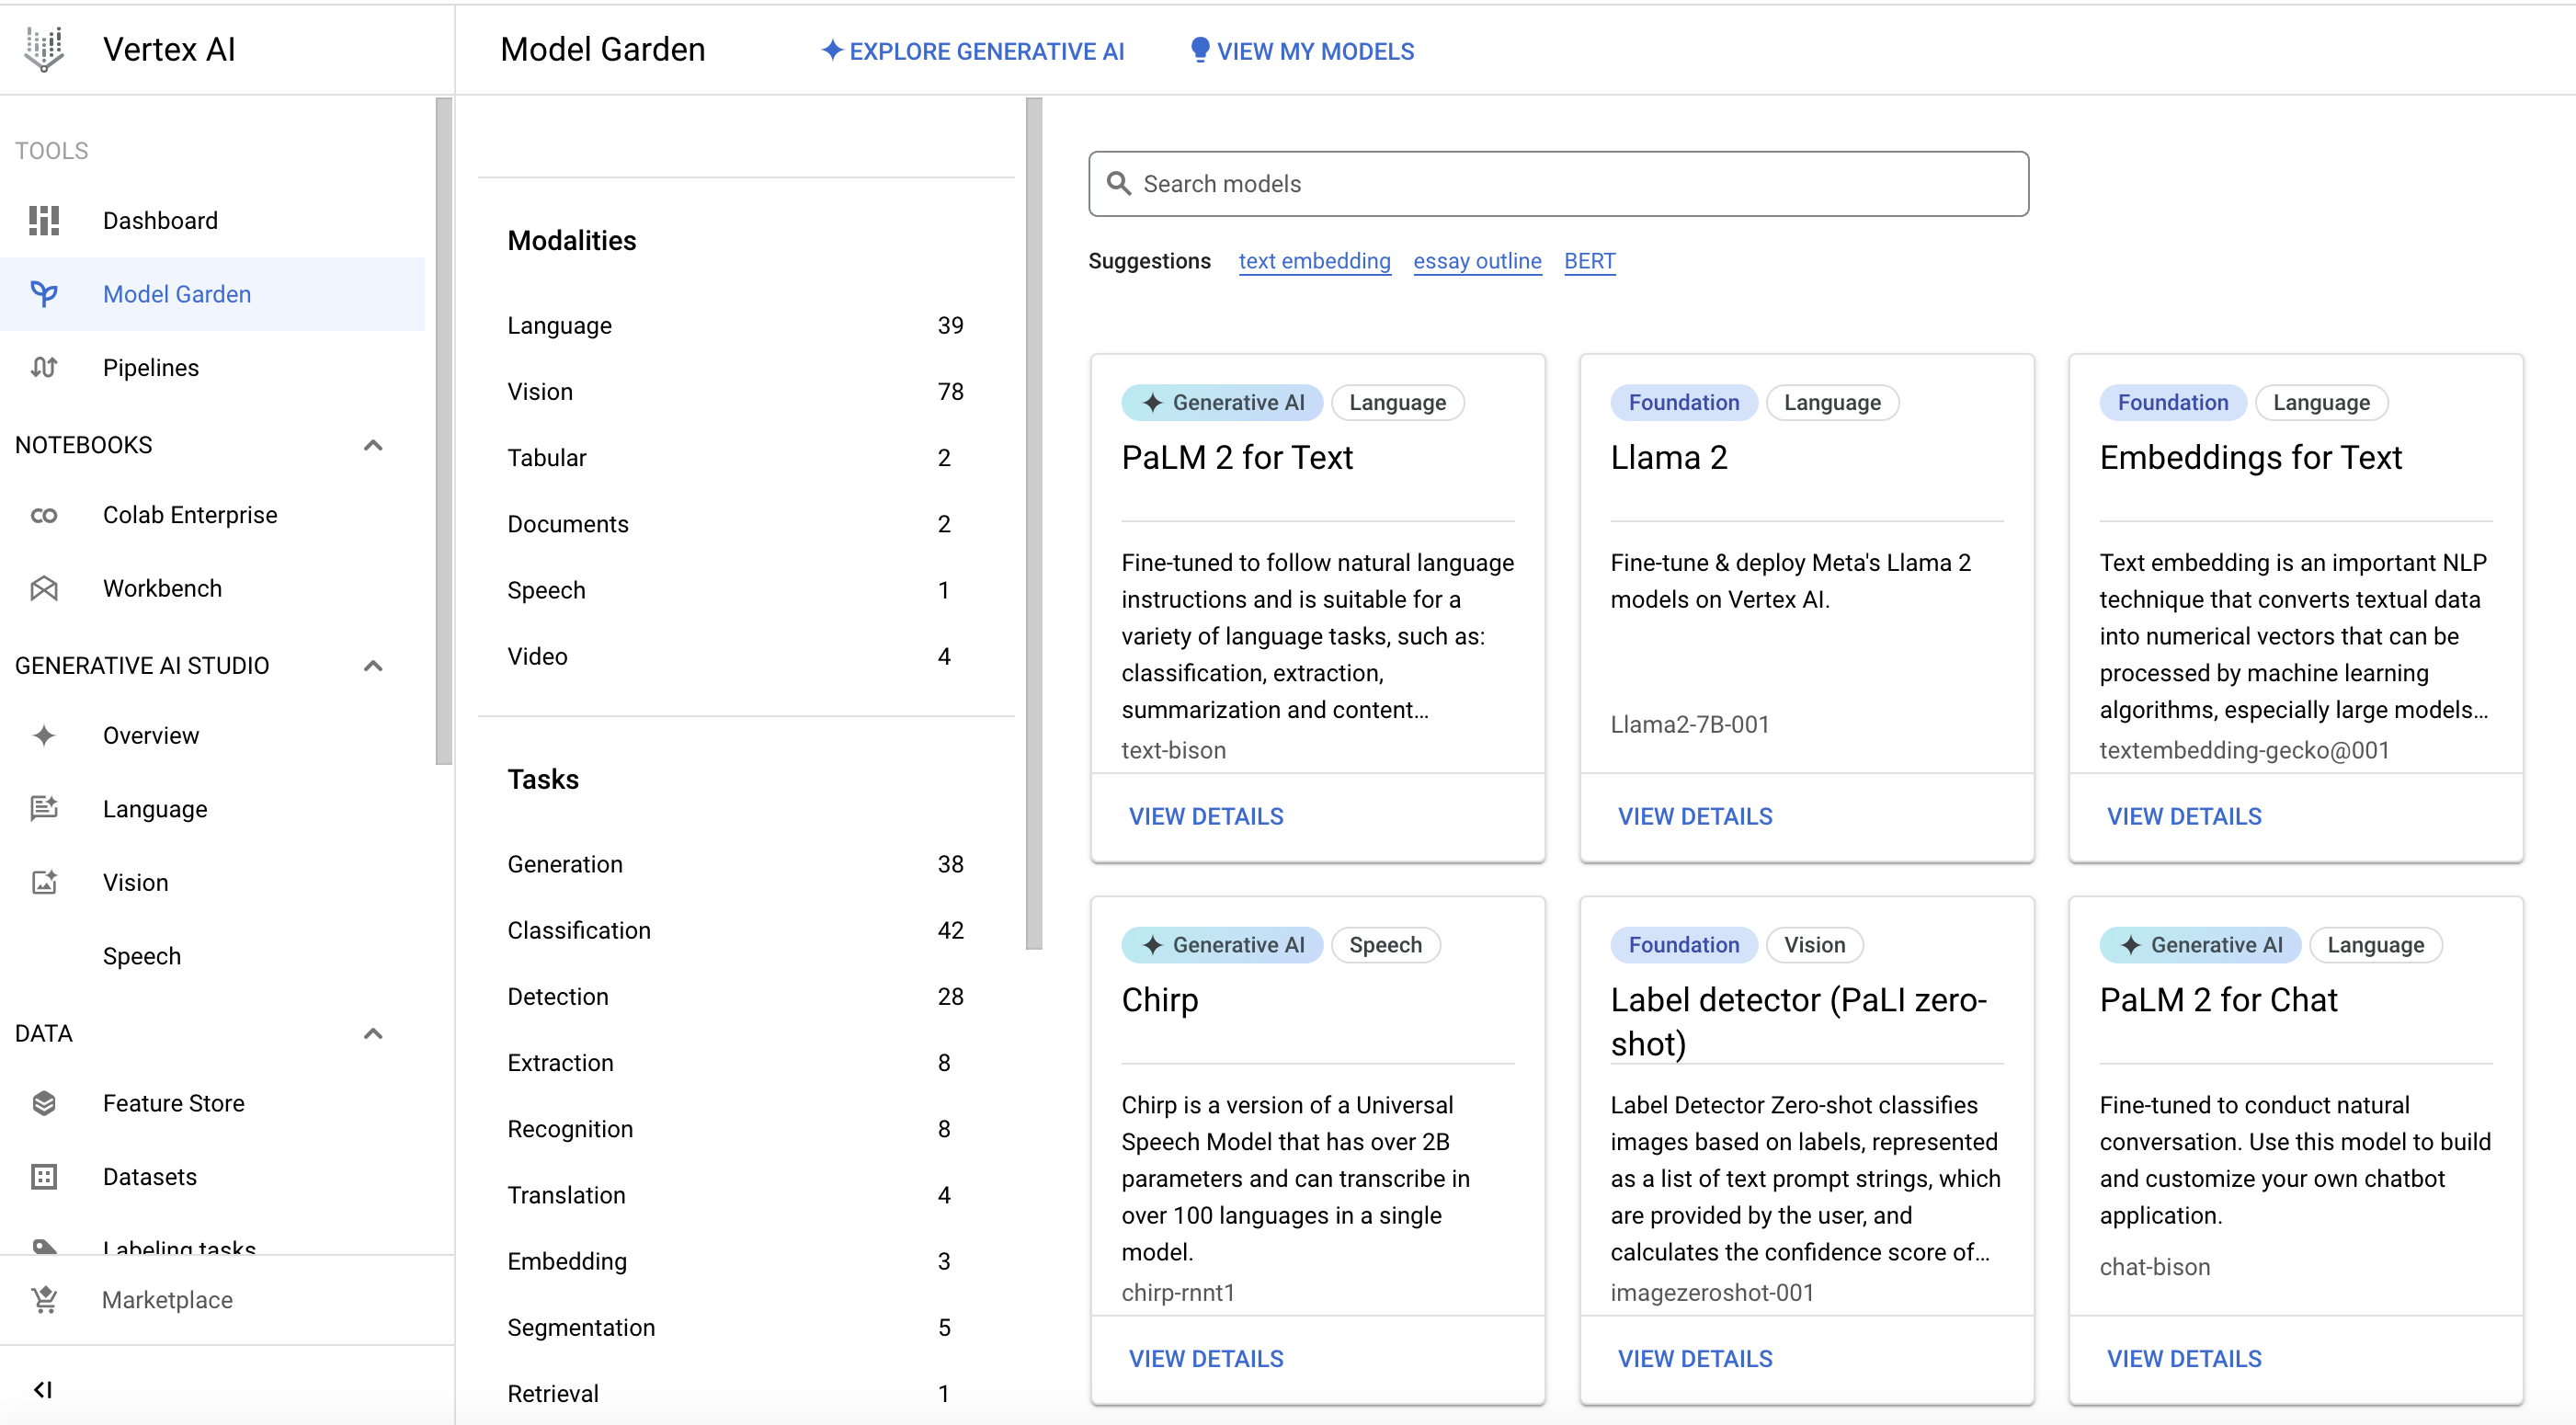 Vertex AI
Model Garden
EXPLORE GENERATIVE AI
VIEW MY MODELS
TOOLS
Dashboard
Model Garden
Pipelines
NOTEBOOKS
Colab Enterprise
Workbench
GENERATIVE AI STUDIO
Overview
Language
Vision
Speech
DATA
Feature Store
Datasets
Labeling tasks
Marketplace
Modalities
Language 39
Vision 78
Tabular 2
Documents 2
Speech 1
Video 4
Tasks
Generation 38
Classification 42
Detection 28
Extraction 8
Recognition 8
Translation 4
Embedding 3
Segmentation 5
Retrieval 1
Search models
Suggestions text embedding essay outline BERT
Generative AI Language
PaLM 2 for Text
Fine-tuned to follow natural language
instructions and is suitable for a
variety of language tasks, such as:
classification, extraction,
summarization and content...
text-bison
VIEW DETAILS
Foundation Language
Llama 2
Fine-tune & deploy Meta's Llama 2
models on Vertex AI.
Llama2-7B-001
VIEW DETAILS
Foundation Language
Embeddings for Text
Text embedding is an important NLP
technique that converts textual data
into numerical vectors that can be
processed by machine learning
algorithms, especially large models...
textembedding-gecko@001
VIEW DETAILS
Generative AI Speech
Chirp
Chirp is a version of a Universal
Speech Model that has over 2B
parameters and can transcribe in
over 100 languages in a single
model.
chirp-rnnt1
VIEW DETAILS
Foundation Vision
Label detector (PaLI zero-
shot)
Label Detector Zero-shot classifies
images based on labels, represented
as a list of text prompt strings, which
are provided by the user, and
calculates the confidence score of...
imagezeroshot-001
VIEW DETAILS
Generative AI Language
PaLM 2 for Chat
Fine-tuned to conduct natural
conversation. Use this model to build
and customize your own chatbot
application.
chat-bison
VIEW DETAILS